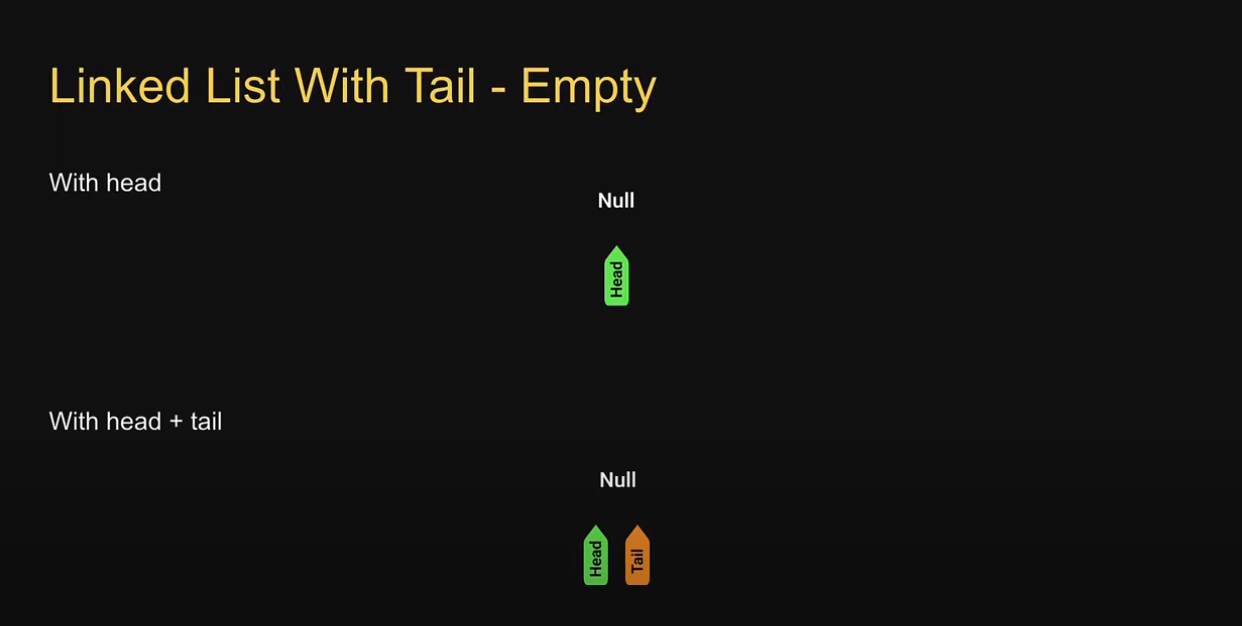 Linked List With Tail - Empty
With head
Null
Head
With head + tail
Null
Head
Tail